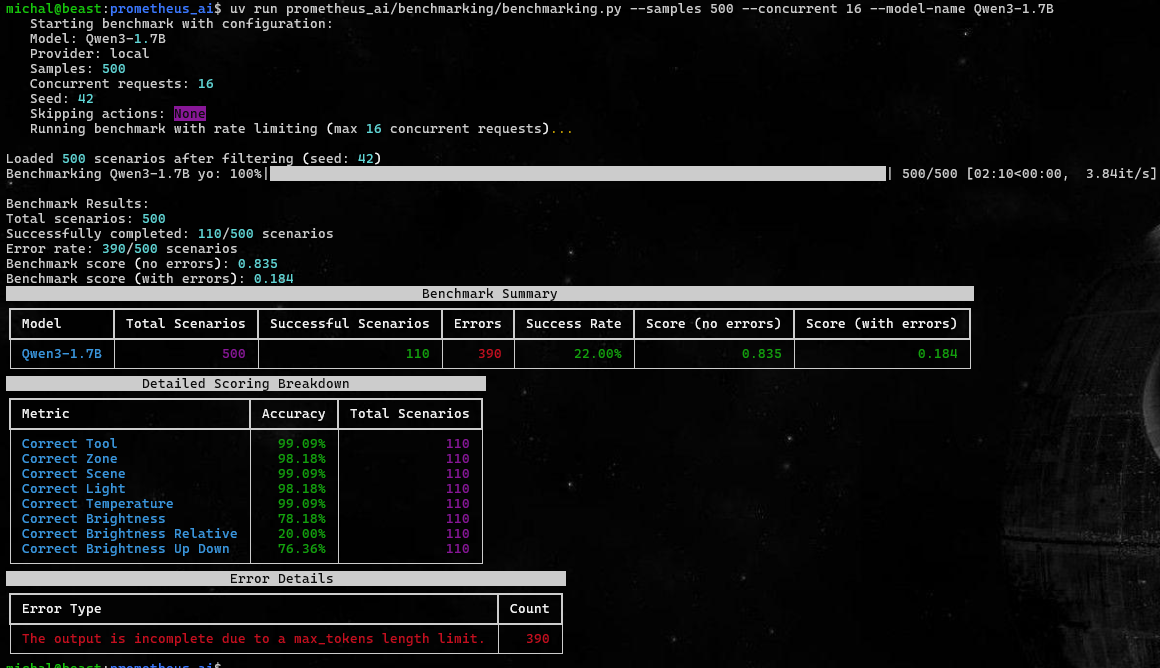 michal@beast:prometheus_ai$ uv run prometheus_ai/benchmarking/benchmarking.py --samples 500 --concurrent 16 --model-name Qwen3-1.7B
Starting benchmark with configuration:
Model: Qwen3-1.7B
Provider: local
Samples: 500
Concurrent requests: 16
Seed: 42
Skipping actions: None
Running benchmark with rate limiting (max 16 concurrent requests)...
Loaded 500 scenarios after filtering (seed: 42)
Benchmarking Qwen3-1.7B yo: 100%| | 500/500 [02:10<00:00, 3.84it/s]
Benchmark Results:
Total scenarios: 500
Successfully completed: 110/500 scenarios
Error rate: 390/500 scenarios
Benchmark score (no errors): 0.835
Benchmark score (with errors): 0.184
Benchmark Summary
Model Total Scenarios Successful Scenarios Errors Success Rate Score (no errors) Score (with errors)
Qwen3-1.7B 500 110 390 22.00% 0.835 0.184
Detailed Scoring Breakdown
Metric Accuracy Total Scenarios
Correct Tool 99.09% 110
Correct Zone 98.18% 110
Correct Scene 99.09% 110
Correct Light 98.18% 110
Correct Temperature 99.09% 110
Correct Brightness 78.18% 110
Correct Brightness Relative 20.00% 110
Correct Brightness Up Down 76.36% 110
Error Details
Error Type Count
The output is incomplete due to a max_tokens length limit. 390
michal@beast:prometheus_ai$